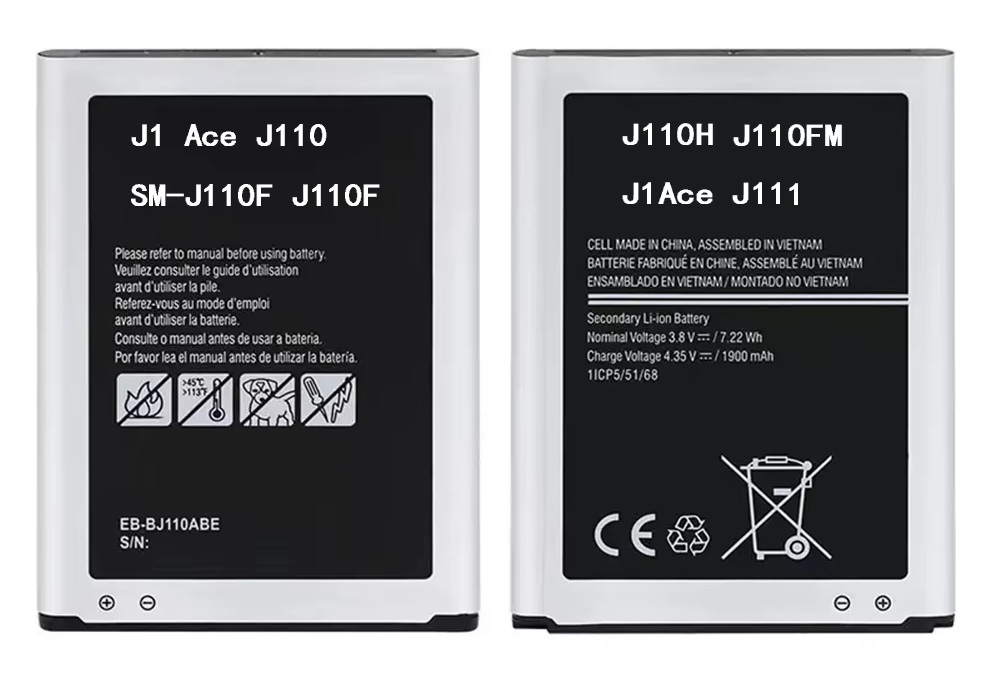 J1 Ace J110
SM-J110F J110F
Please refer to manual before using battery.
Veuillez consulter le guide d'utilisation
avant d'utiliser la pile.
Referez-vous au mode d'emploi
avant d'utiliser la batterie.
Consulte o manual antes de usar a bateria.
Por favor lea el manual antes de utilizar la batería.
>45°C
>113°F
EB-BJ110ABE
S/N:
J110H J110FM
J1Ace J111
CELL MADE IN CHINA, ASSEMBLED IN VIETNAM
BATTERIE FABRIQUÉ EN CHINE, ASSEMBLÉ AU VIETNAM
ENSAMBLADO EN VIETNAM / MONTADO NO VIETNAM
Secondary Li-ion Battery
Nominal Voltage 3.8 V⎓ / 7.22 Wh
Charge Voltage 4.35 V⎓ / 1900 mAh
1ICP5/51/68
CE